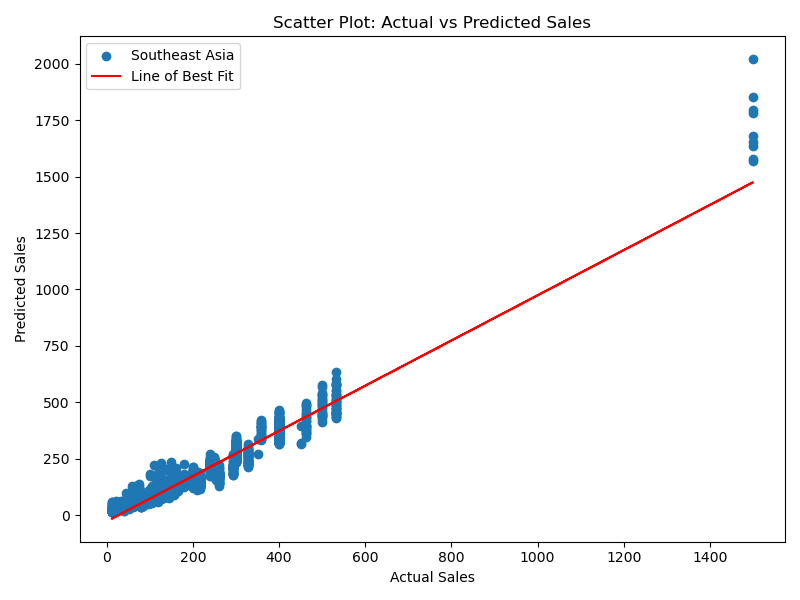 Scatter Plot: Actual vs Predicted Sales
Southeast Asia
Line of Best Fit
2000
1750
1500
1250
1000
750
500
250
0
Predicted Sales
0 200 400 600 800 1000 1200 1400
Actual Sales